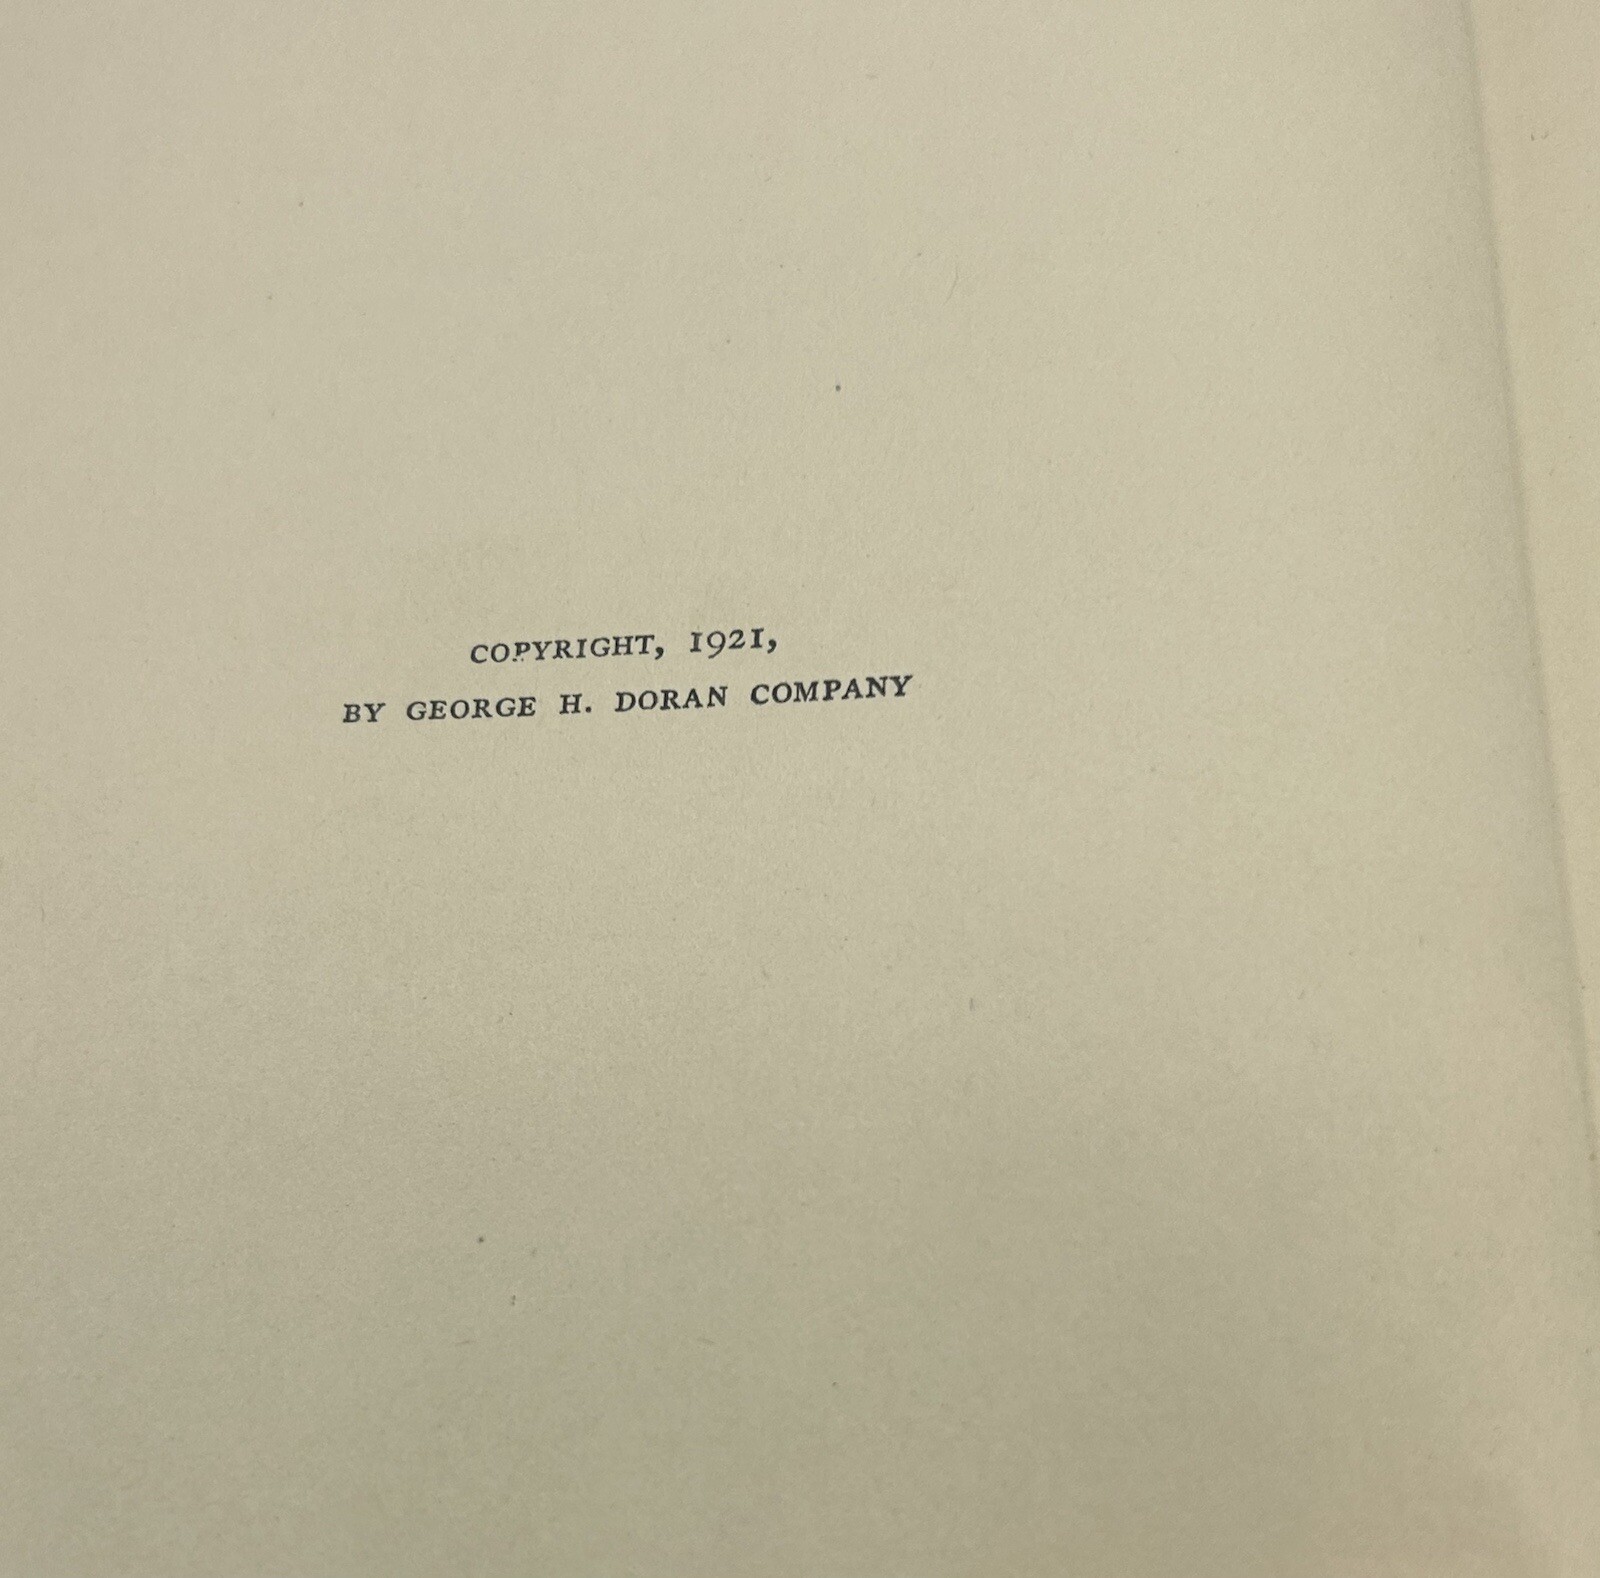 COPYRIGHT, 1921,
BY GEORGE H. DORAN COMPANY